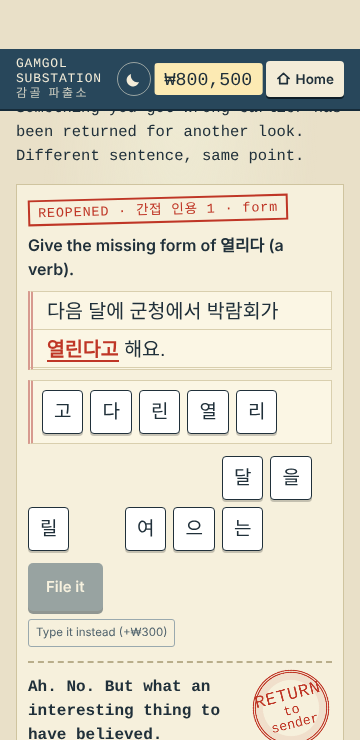 GAMGOL
SUBSTATION
감골 파출소
₩800,500
Home
been returned for another look.
Different sentence, same point.
REOPENED · 간접 인용 1 · form
Give the missing form of 열리다 (a
verb).
다음 달에 군청에서 박람회가
열린다고 해요.
고 다 린 열 리
달 을
릴 여 으 는
File it
Type it instead (+₩300)
Ah. No. But what an
interesting thing to
have believed.
RETURN
to
sender